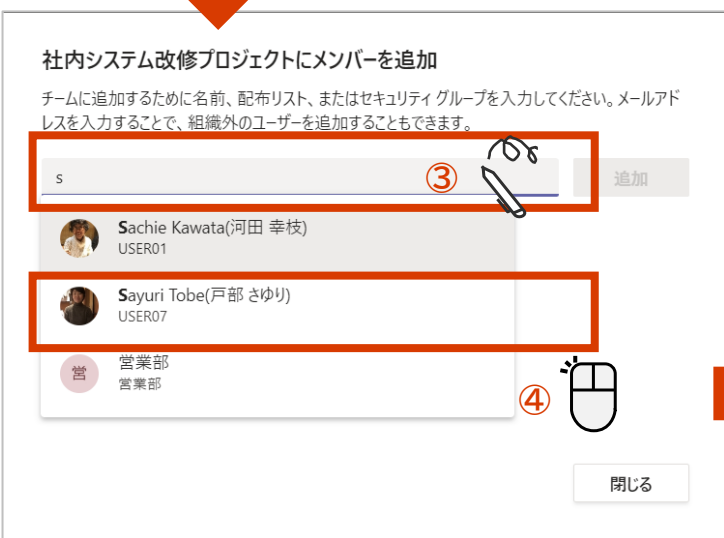 社内システム改修プロジェクトにメンバーを追加
チームに追加するために名前、配布リスト、またはセキュリティ グループを入力してください。メールアド
レスを入力することで、組織外のユーザーを追加することもできます。
s
③
追加
Sachie Kawata(河田 幸枝)
USER01
Sayuri Tobe(戸部 さゆり)
USER07
営
営業部
営業部
④
閉じる